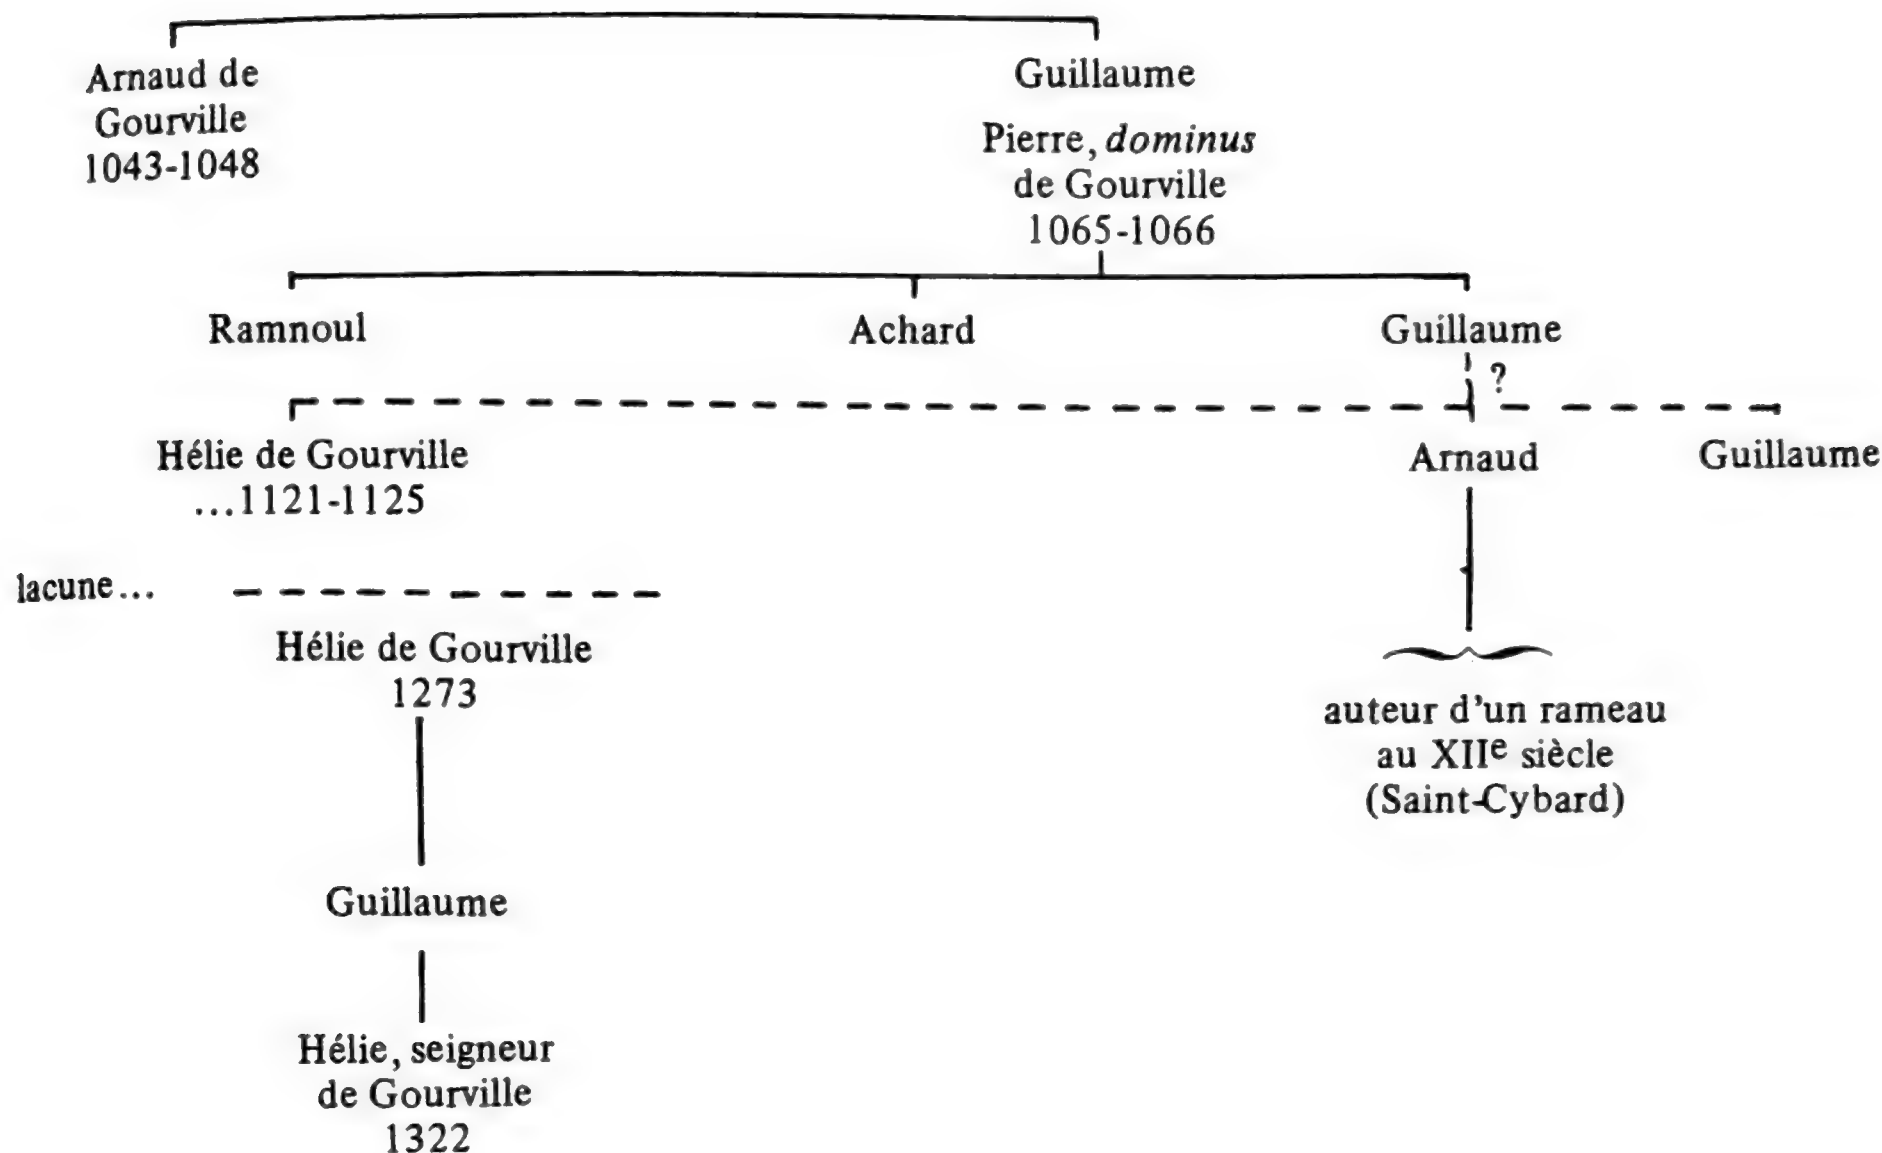 Arnaud de
Gourville
1043-1048
Guillaume
Pierre, dominus
de Gourville
1065-1066
Ramnoul
Achard
Guillaume
?
Hélie de Gourville
...1121-1125
Arnaud
Guillaume
lacune...
Hélie de Gourville
1273
auteur d'un rameau
au XIIe siècle
(Saint-Cybard)
Guillaume
Hélie, seigneur
de Gourville
1322